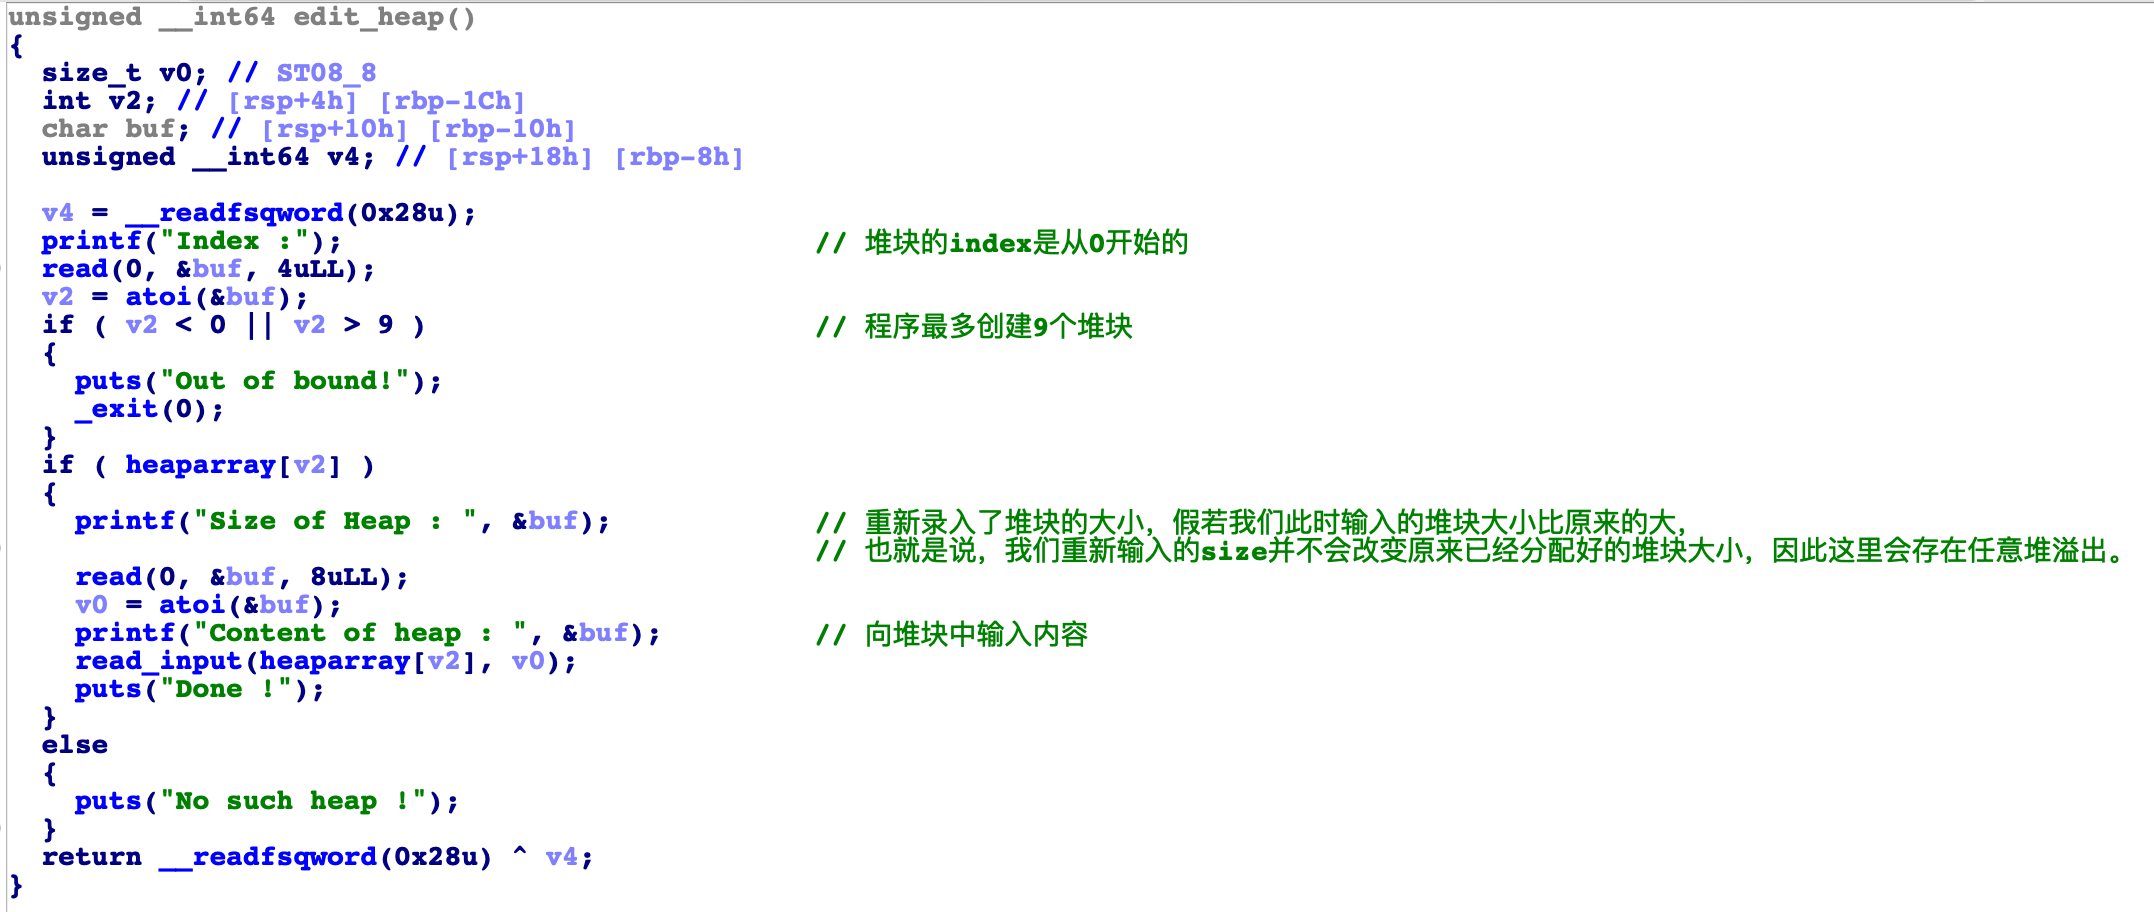 unsigned __int64 edit_heap()
{
  size_t v0; // ST08_8
  int v2; // [rsp+4h] [rbp-1Ch]
  char buf; // [rsp+10h] [rbp-10h]
  unsigned __int64 v4; // [rsp+18h] [rbp-8h]
  v4 = __readfsqword(0x28u);
  printf("Index :");                            // 堆块的index是从0开始的
  read(0, &buf, 4uLL);
  v2 = atoi(&buf);
  if ( v2 < 0 || v2 > 9 )                       // 程序最多创建9个堆块
  {
    puts("Out of bound!");
    _exit(0);
  }
  if ( heaparray[v2] )
  {
    printf("Size of Heap : ", &buf);            // 重新录入了堆块的大小，假若我们此时输入的堆块大小比原来的大，
                                                // 也就是说，我们重新输入的size并不会改变原来已经分配好的堆块大小，因此这里会存在任意堆溢出。
    read(0, &buf, 8uLL);
    v0 = atoi(&buf);
    printf("Content of heap : ", &buf);         // 向堆块中输入内容
    read_input(heaparray[v2], v0);
    puts("Done !");
  }
  else
  {
    puts("No such heap !");
  }
  return __readfsqword(0x28u) ^ v4;
}